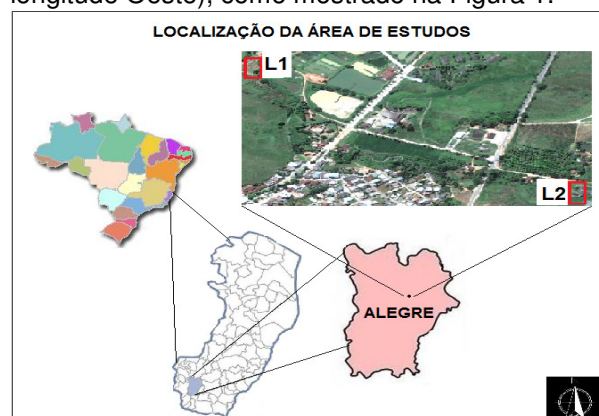 longitude Oeste), como mostrado na Figura 1.
LOCALIZAÇÃO DA ÁREA DE ESTUDOS
L1
L2
ALEGRE